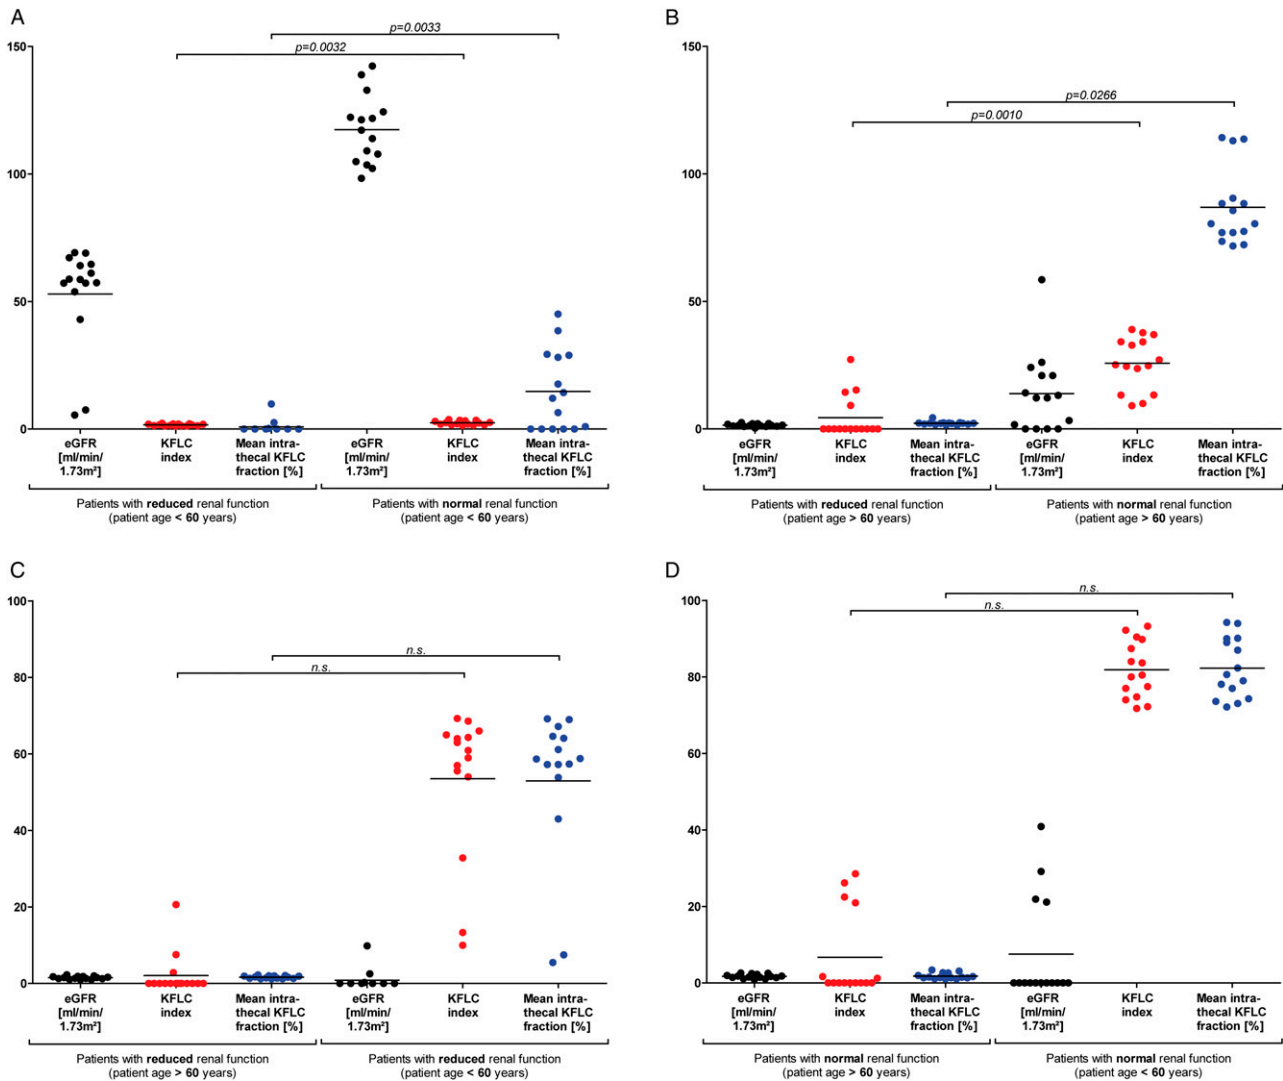 A
p=0.0033
p=0.0032
150
100
50
0
eGFR
[ml/min/
1.73m²]
KFLC
index
Mean intra-
thecal KFLC
fraction [%]
eGFR
[ml/min/
1.73m²]
KFLC
index
Mean intra-
thecal KFLC
fraction [%]
Patients with reduced renal function
(patient age < 60 years)
Patients with normal renal function
(patient age < 60 years)
B
p=0.0266
p=0.0010
150
100
50
0
eGFR
[ml/min/
1.73m²]
KFLC
index
Mean intra-
thecal KFLC
fraction [%]
eGFR
[ml/min/
1.73m²]
KFLC
index
Mean intra-
thecal KFLC
fraction [%]
Patients with reduced renal function
(patient age > 60 years)
Patients with normal renal function
(patient age > 60 years)
C
n.s.
n.s.
100
80
60
40
20
0
eGFR
[ml/min/
1.73m²]
KFLC
index
Mean intra-
thecal KFLC
fraction [%]
eGFR
[ml/min/
1.73m²]
KFLC
index
Mean intra-
thecal KFLC
fraction [%]
Patients with reduced renal function
(patient age > 60 years)
Patients with reduced renal function
(patient age < 60 years)
D
n.s.
n.s.
100
80
60
40
20
0
eGFR
[ml/min/
1.73m²]
KFLC
index
Mean intra-
thecal KFLC
fraction [%]
eGFR
[ml/min/
1.73m²]
KFLC
index
Mean intra-
thecal KFLC
fraction [%]
Patients with normal renal function
(patient age > 60 years)
Patients with normal renal function
(patient age < 60 years)